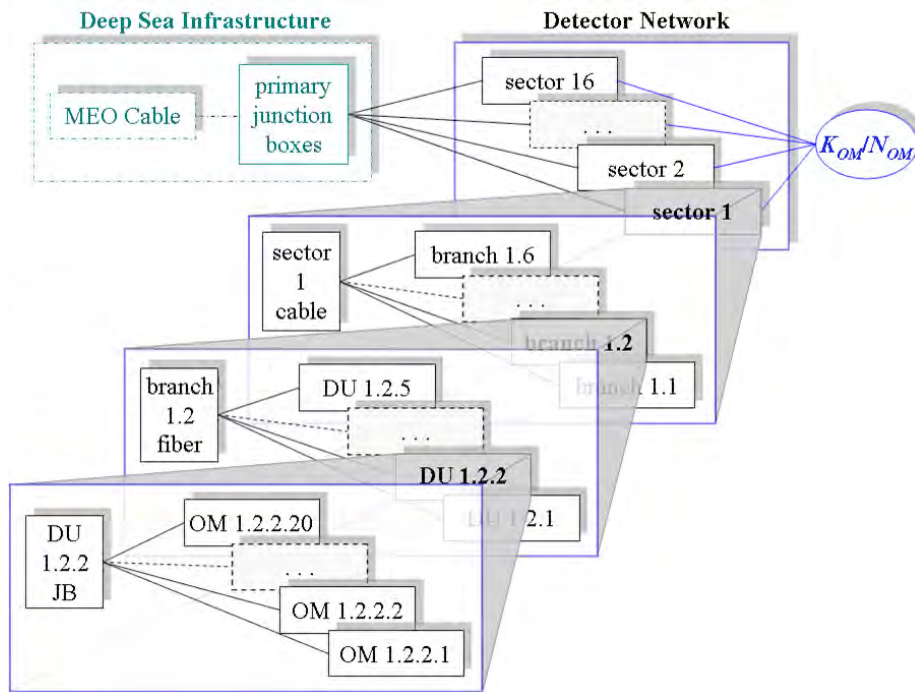 Deep Sea Infrastructure
Detector Network
MEO Cable
primary
junction
boxes
sector 16
. . .
sector 2
sector 1
K_OM/N_OM
sector
1
cable
branch 1.6
. . .
branch 1.2
branch 1.1
branch
1.2
fiber
DU 1.2.5
. . .
DU 1.2.2
DU 1.2.1
DU
1.2.2
JB
OM 1.2.2.20
. . .
OM 1.2.2.2
OM 1.2.2.1